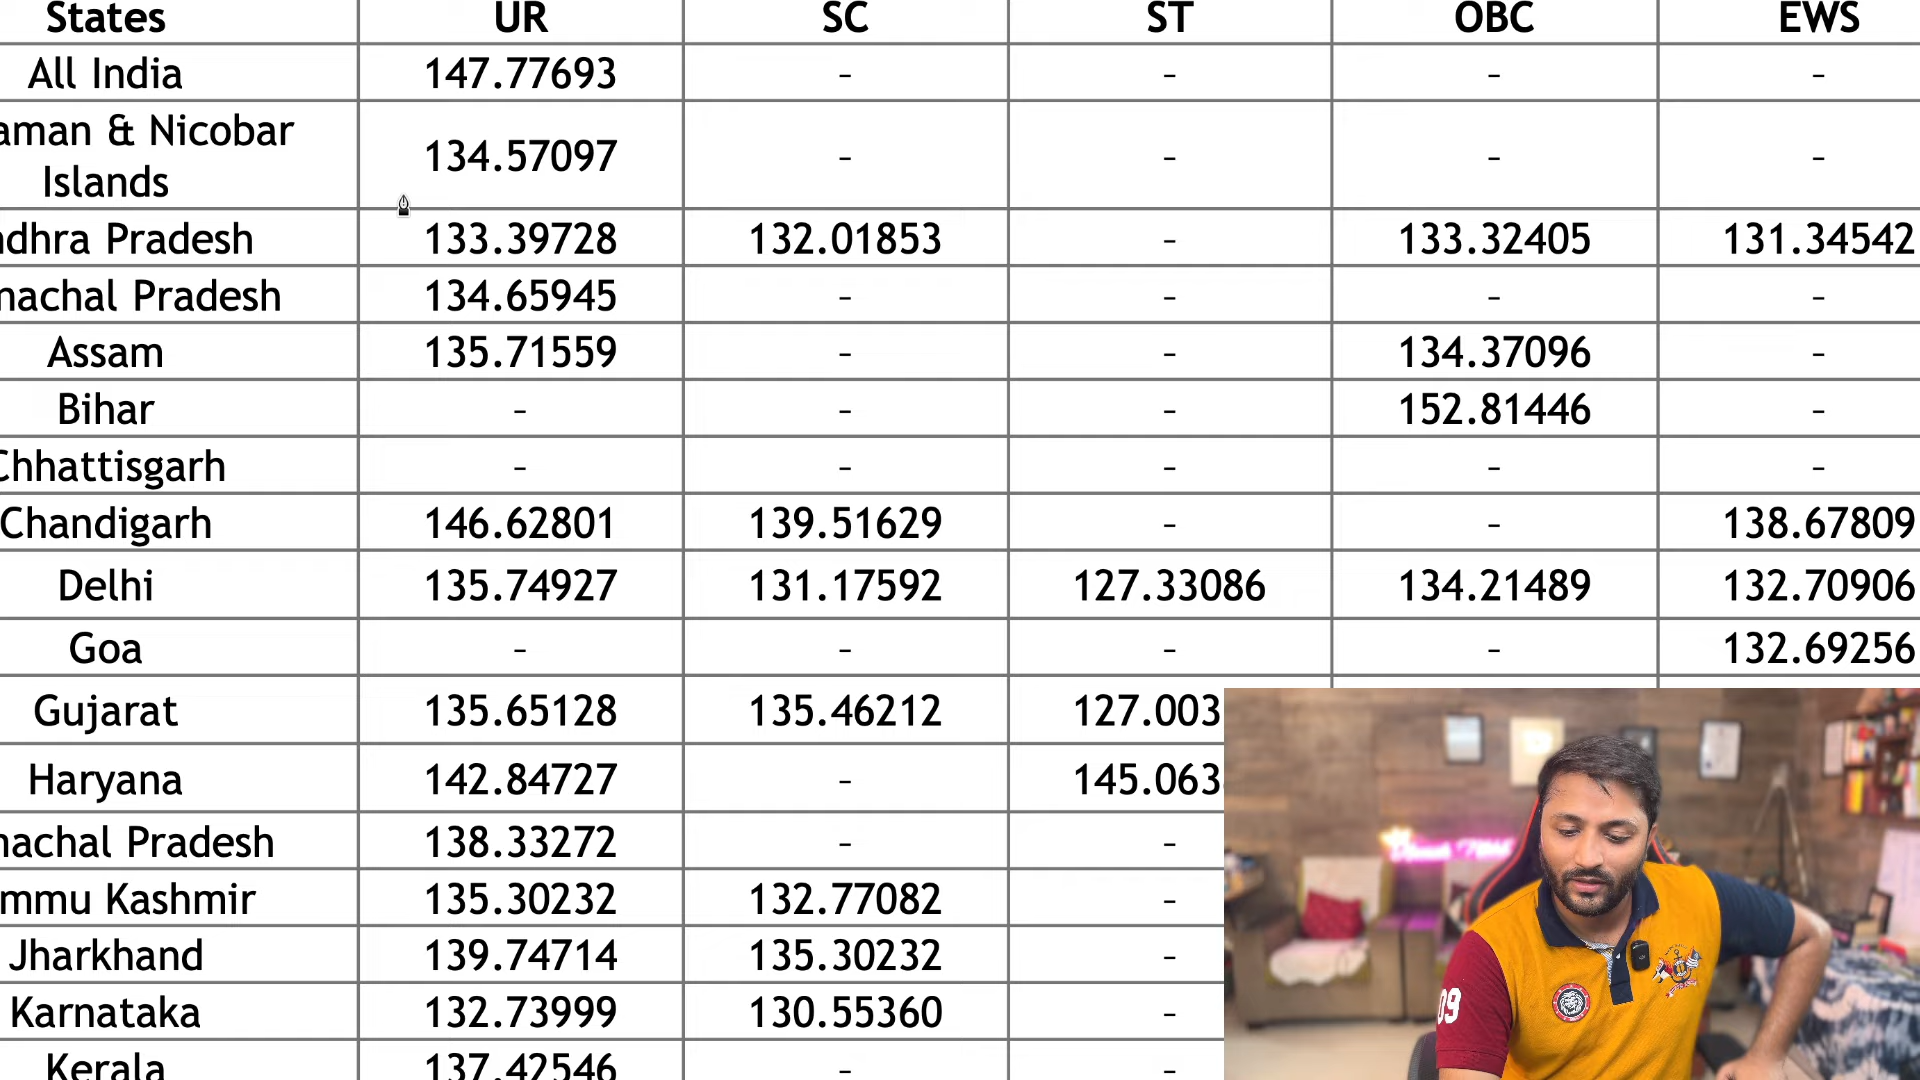 States UR SC ST OBC EWS
All India 147.77693 - - - -
aman & Nicobar
Islands 134.57097 - - - -
dhra Pradesh 133.39728 132.01853 - 133.32405 131.34542
nachal Pradesh 134.65945 - - - -
Assam 135.71559 - - 134.37096 -
Bihar - - - 152.81446 -
Chhattisgarh - - - - -
Chandigarh 146.62801 139.51629 - - 138.67809
Delhi 135.74927 131.17592 127.33086 134.21489 132.70906
Goa - - - - 132.69256
Gujarat 135.65128 135.46212 127.003
Haryana 142.84727 - 145.063
nachal Pradesh 138.33272 - -
mmu Kashmir 135.30232 132.77082 -
Jharkhand 139.74714 135.30232 -
Karnataka 132.73999 130.55360 -
Kerala 137.42546 - -
09